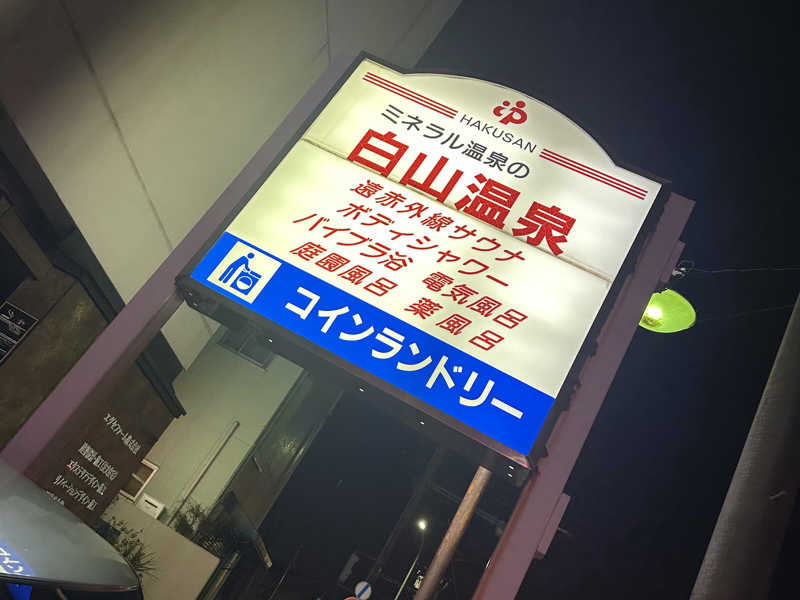 HAKUSAN
ミネラル温泉の
白山温泉
遠赤外線サウナ
ボディシャワー
バイブラ浴 電気風呂
庭園風呂 薬風呂
コインランドリー